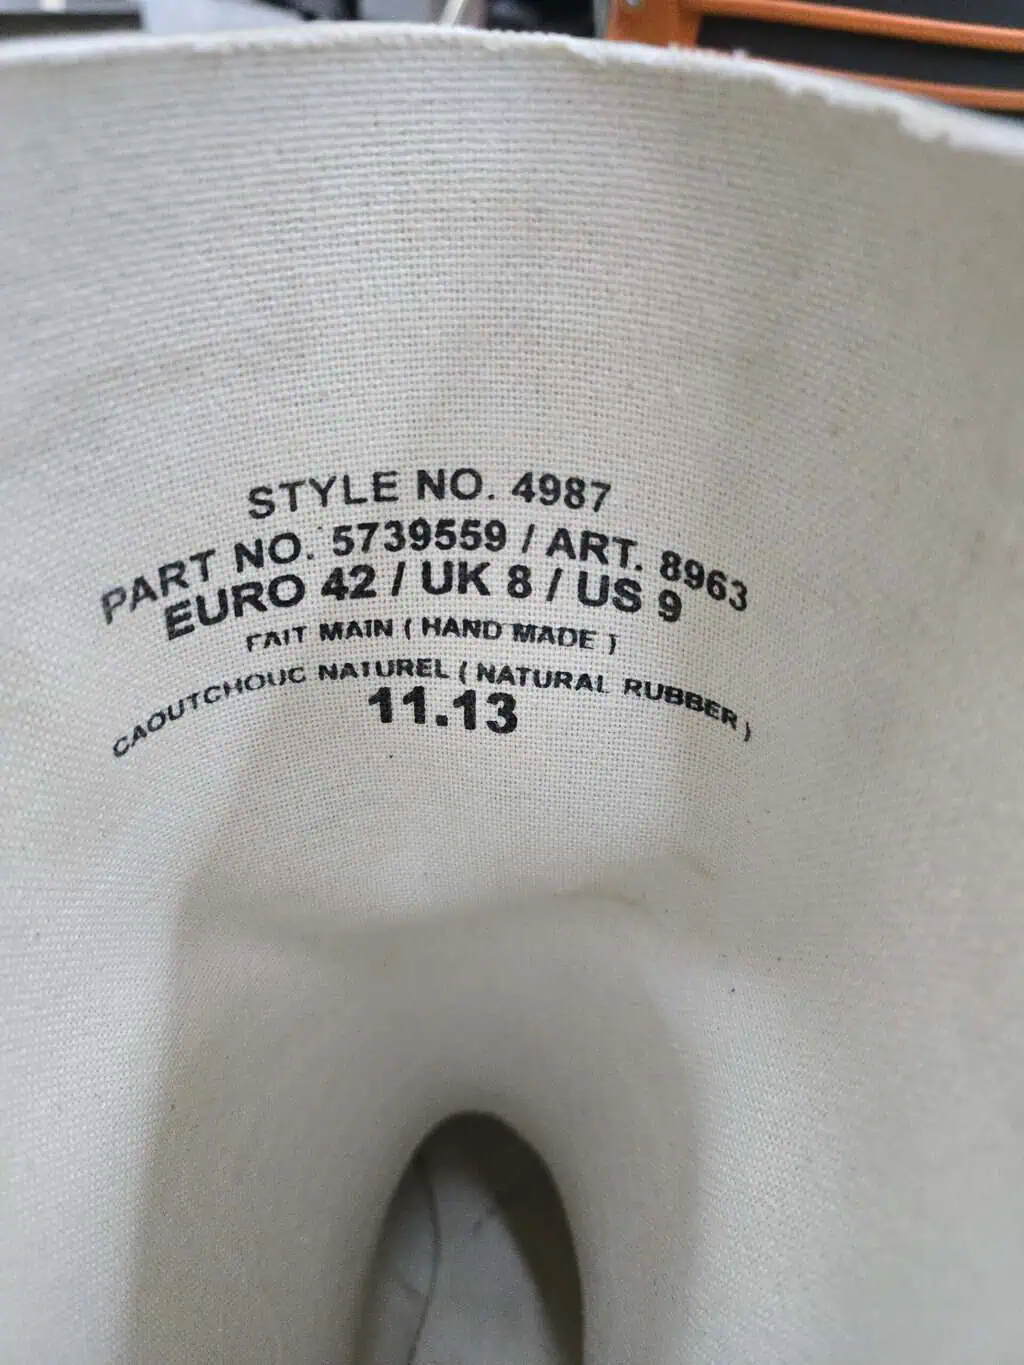 STYLE NO. 4987
PART NO. 5739559 / ART. 8963
EURO 42 / UK 8 / US 9
FAIT MAIN ( HAND MADE )
CAOUTCHOUC NATUREL ( NATURAL RUBBER )
11.13